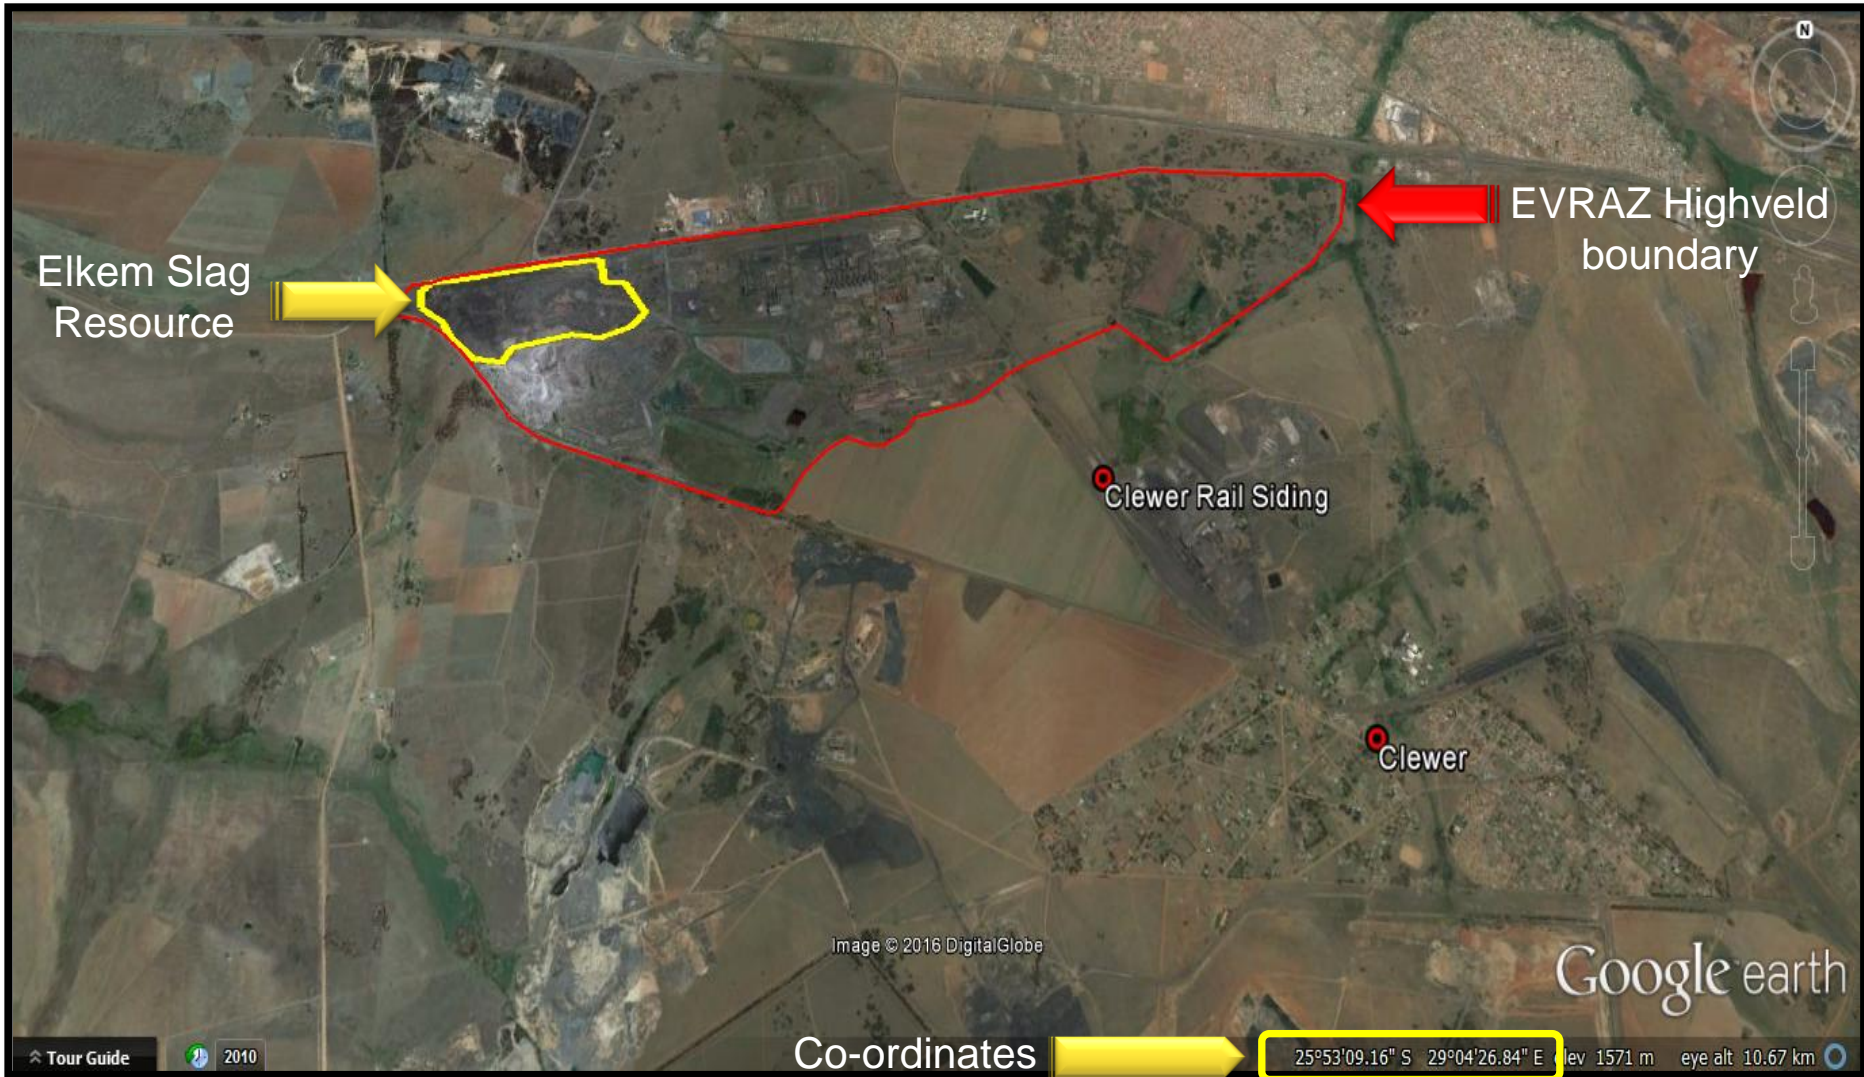 N
EVRAZ Highveld
boundary
Elkem Slag
Resource
Clewer Rail Siding
Clewer
Image © 2016 DigitalGlobe
Google earth
Tour Guide
2010
Co-ordinates
25°53'09.16" S 29°04'26.84" E elev 1571 m eye alt 10.67 km